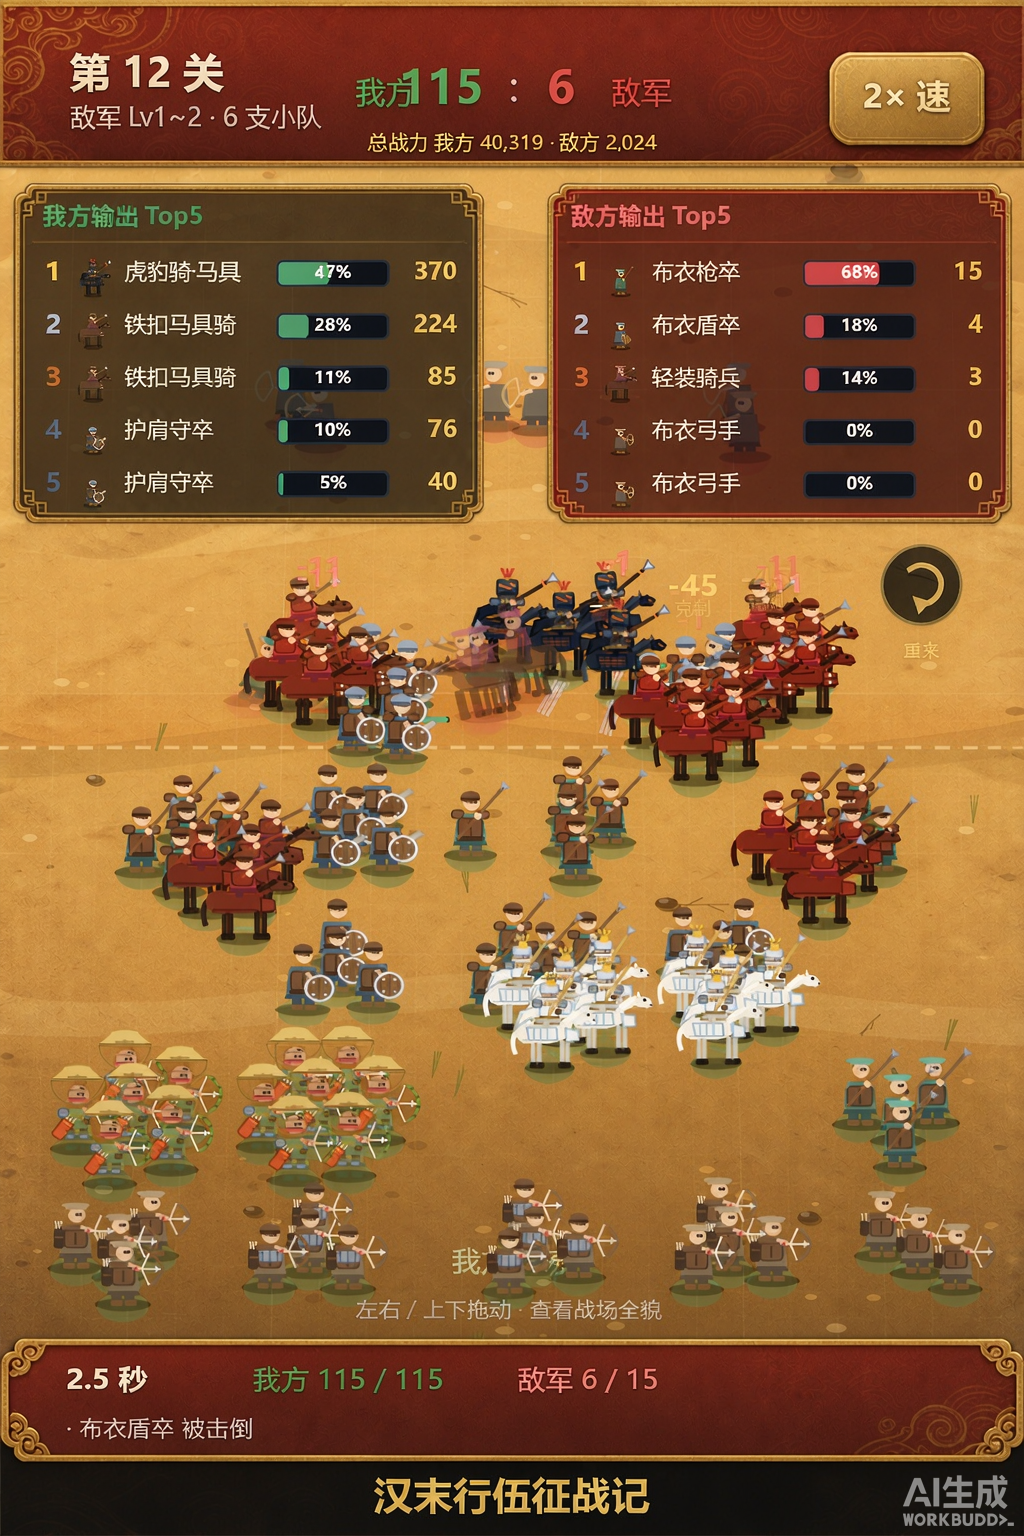 第 12 关
敌军 Lv1~2 · 6 支小队
我方 115 : 6 敌军
总战力 我方 40,319 · 敌方 2,024
2× 速
我方输出 Top5
1 虎豹骑·马具 47% 370
2 铁扣马具骑 28% 224
3 铁扣马具骑 11% 85
4 护肩守卒 10% 76
5 护肩守卒 5% 40
敌方输出 Top5
1 布衣枪卒 68% 15
2 布衣盾卒 18% 4
3 轻装骑兵 14% 3
4 布衣弓手 0% 0
5 布衣弓手 0% 0
-11
-45
克制
-11
重来
我
左右 / 上下拖动 · 查看战场全貌
2.5 秒 我方 115 / 115 敌军 6 / 15
· 布衣盾卒 被击倒
汉末行伍征战记
AI生成
WORKBUDD>_